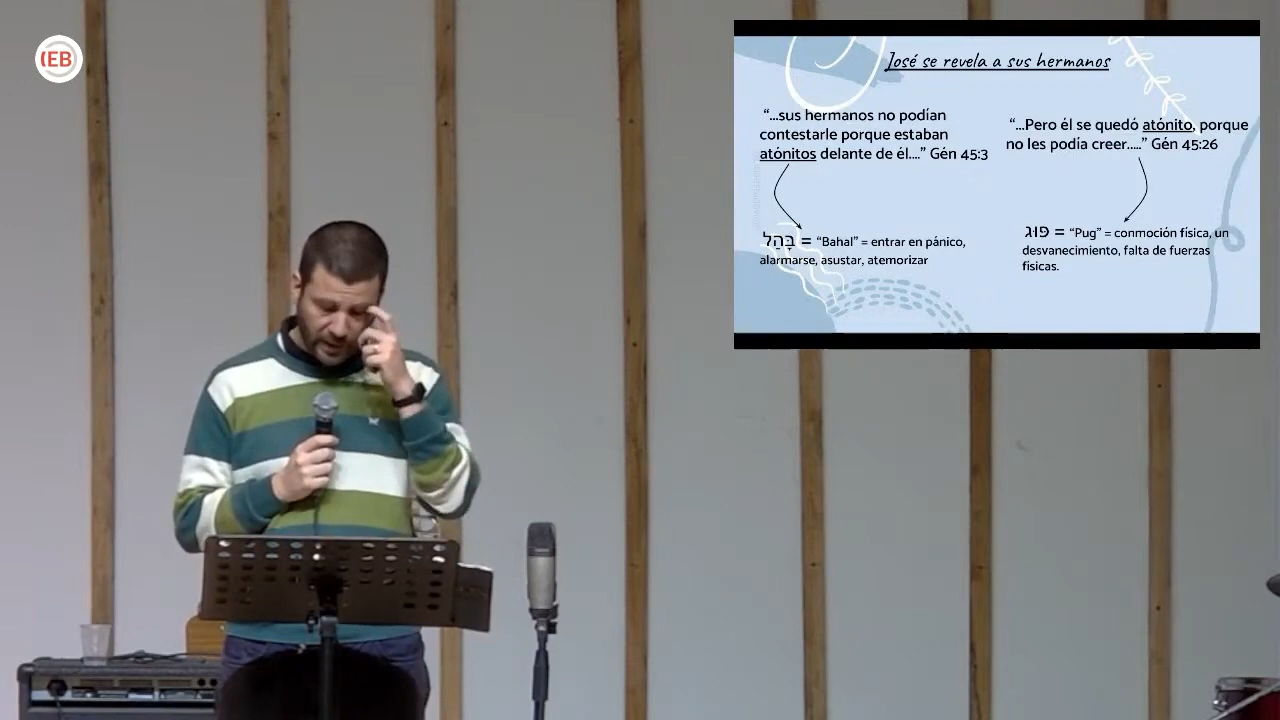 IEB
José se revela a sus hermanos
“...sus hermanos no podían
contestarle porque estaban
atónitos delante de él....” Gén 45:3
“...Pero él se quedó atónito, porque
no les podía creer.....” Gén 45:26
בָּהַל = “Bahal” = entrar en pánico,
alarmarse, asustar, atemorizar
פּוּג = “Pug” = conmoción física, un
desvanecimiento, falta de fuerzas
físicas.